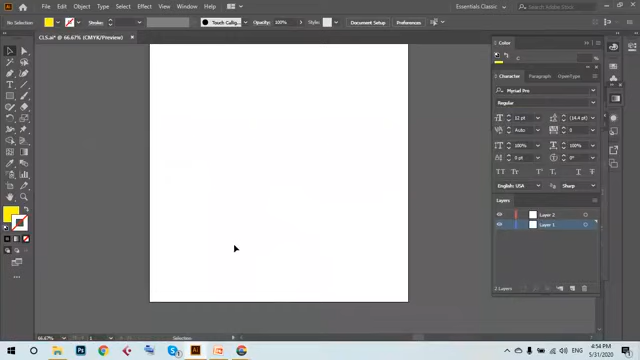 File Edit Object Type Select Effect View Window Help
Essentials Classic
Search Adobe Stock
No Selection
Stroke:
Touch Callig...
Opacity: 100%
Style:
Document Setup
Preferences
CLS.ai* @ 66.67% (CMYK/Preview)
Color
C
Character Paragraph OpenType
Myriad Pro
Regular
12 pt
(14.4 pt)
Auto
0
100%
100%
0 pt
0°
English: USA
Sharp
Layers
Layer 2
Layer 1
2 Layers
66.67%
1
Selection
4:54 PM
5/31/2020